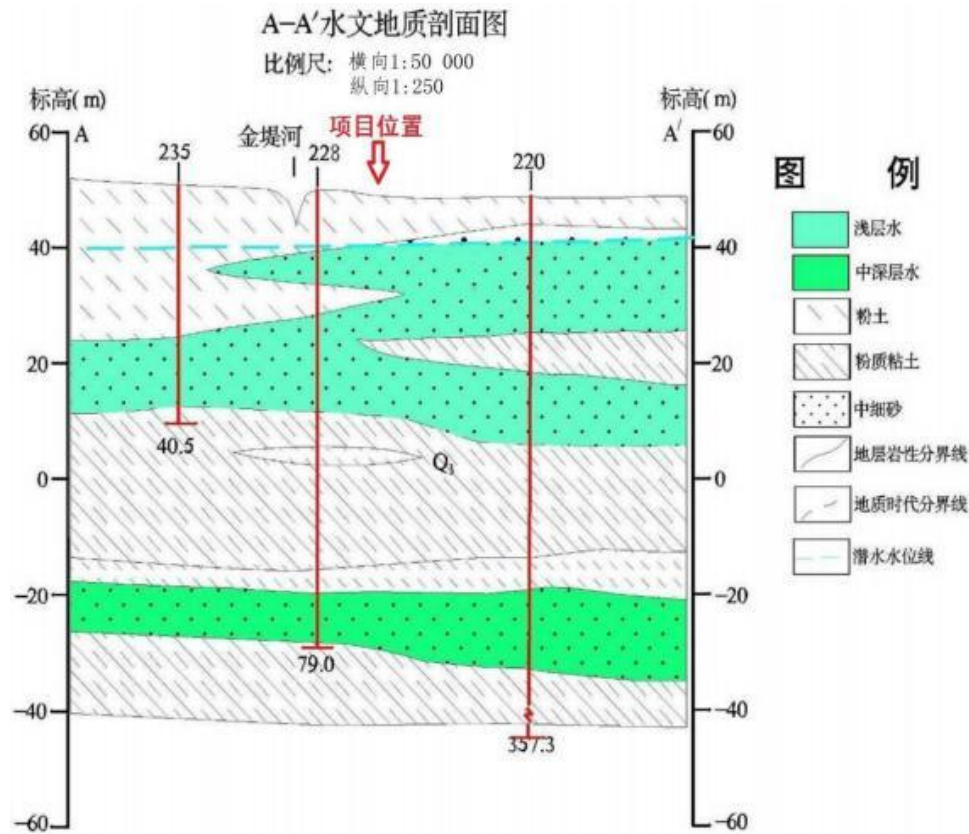 A-A′水文地质剖面图
比例尺: 横向1:50 000
纵向1:250
标高(m)
标高(m)
60
A
235
金堤河
228
项目位置
220
A′
60
40
40
20
20
40.5
Q₃
0
0
-20
-20
79.0
-40
-40
357.3
-60
-60
图 例
浅层水
中深层水
粉土
粉质粘土
中细砂
地层岩性分界线
地质时代分界线
潜水水位线